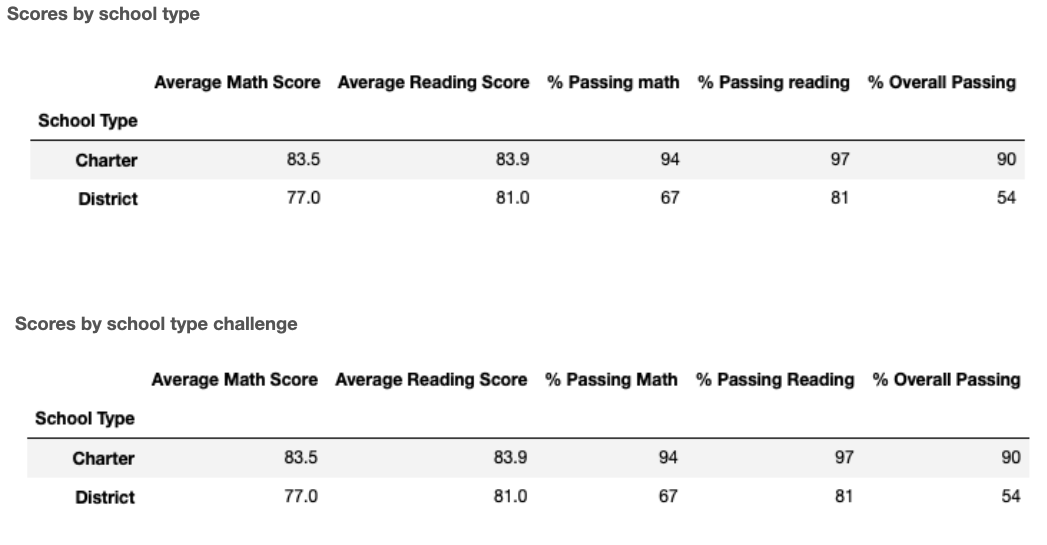 Scores by school type
Average Math Score Average Reading Score % Passing math % Passing reading % Overall Passing
School Type
Charter 83.5 83.9 94 97 90
District 77.0 81.0 67 81 54
Scores by school type challenge
Average Math Score Average Reading Score % Passing Math % Passing Reading % Overall Passing
School Type
Charter 83.5 83.9 94 97 90
District 77.0 81.0 67 81 54